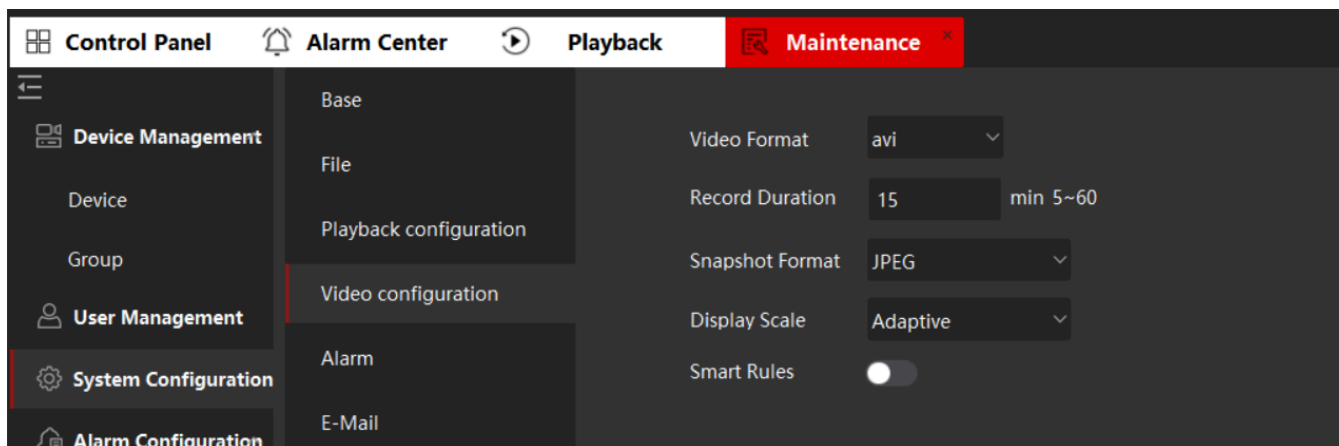 Control Panel Alarm Center Playback Maintenance ×
Device Management
Device
Group
User Management
System Configuration
Alarm Configuration
Base
File
Playback configuration
Video configuration
Alarm
E-Mail
Video Format avi
Record Duration 15 min 5~60
Snapshot Format JPEG
Display Scale Adaptive
Smart Rules